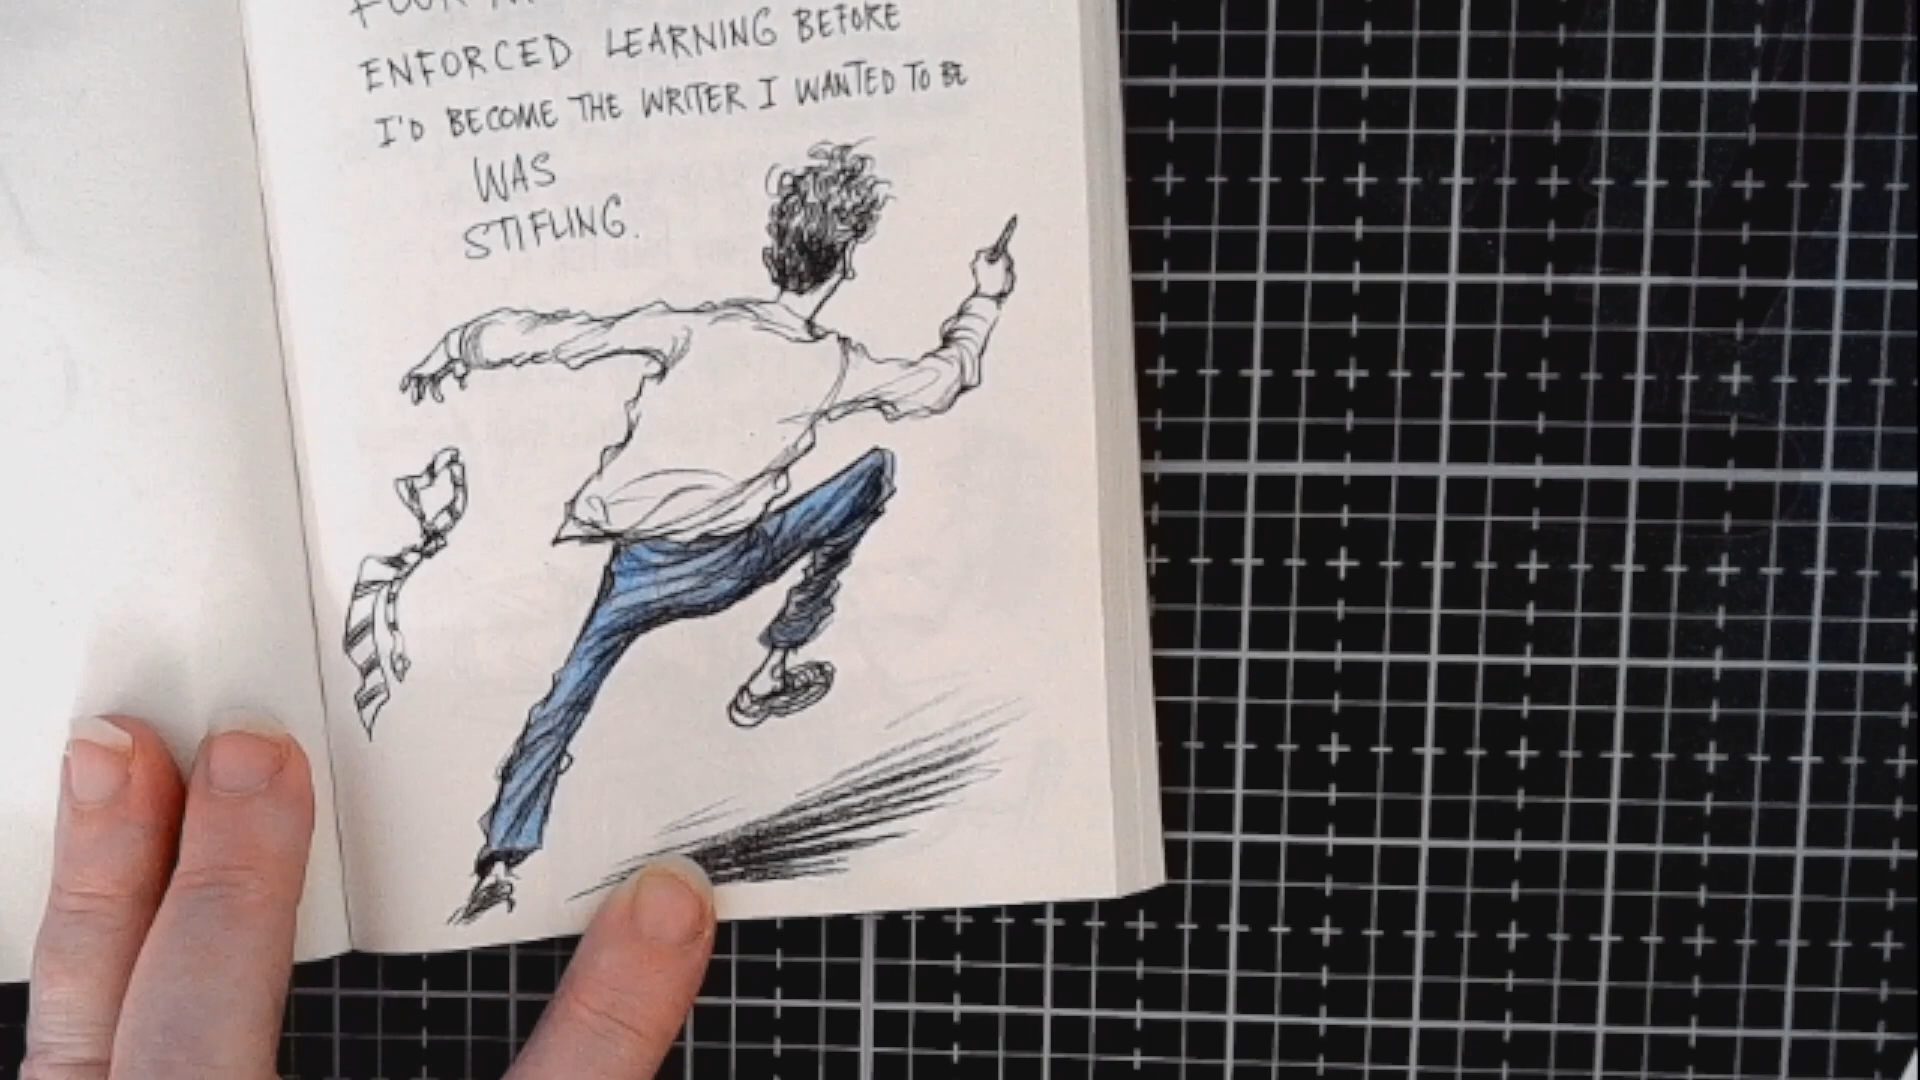 ENFORCED LEARNING BEFORE
I'D BECOME THE WRITER I WANTED TO BE
WAS
STIFLING.